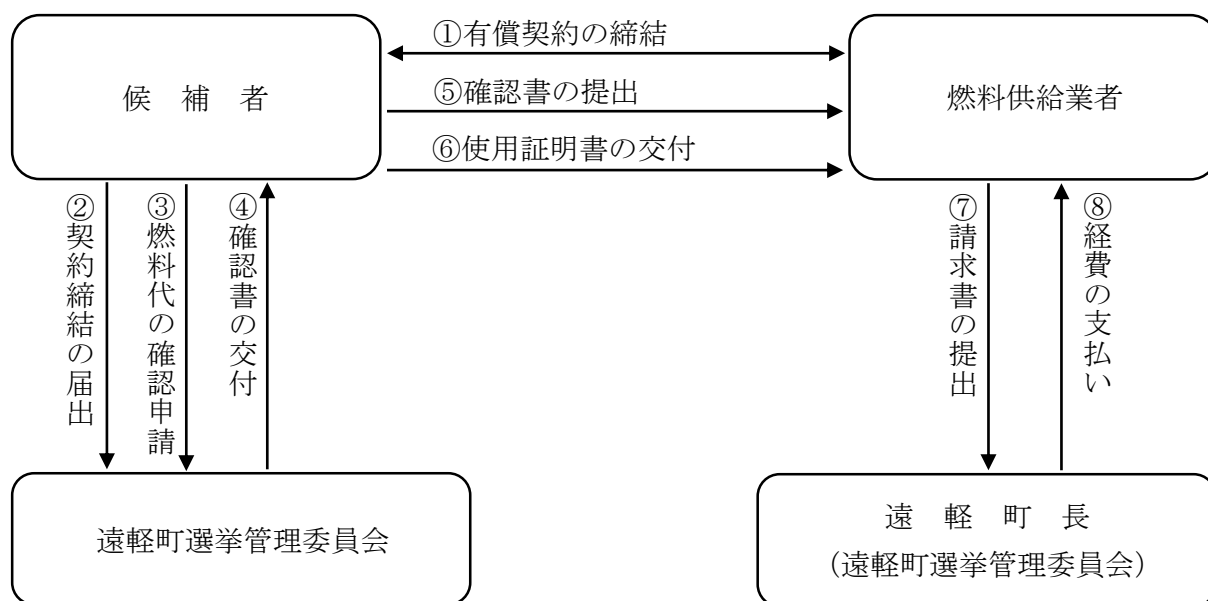 ①有償契約の締結
候　補　者
⑤確認書の提出
燃料供給業者
⑥使用証明書の交付
②契約締結の届出
③燃料代の確認申請
④確認書の交付
⑦請求書の提出
⑧経費の支払い
遠軽町選挙管理委員会
遠　軽　町　長
（遠軽町選挙管理委員会）